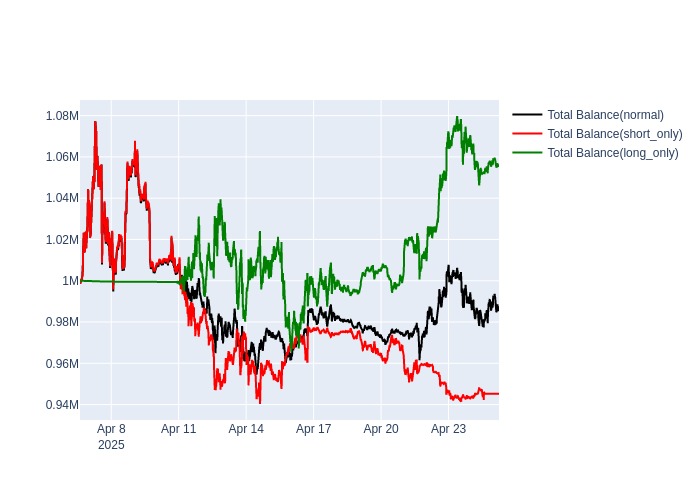 1.08M
1.06M
1.04M
1.02M
1M
0.98M
0.96M
0.94M
Apr 8
2025
Apr 11
Apr 14
Apr 17
Apr 20
Apr 23
Total Balance(normal)
Total Balance(short_only)
Total Balance(long_only)